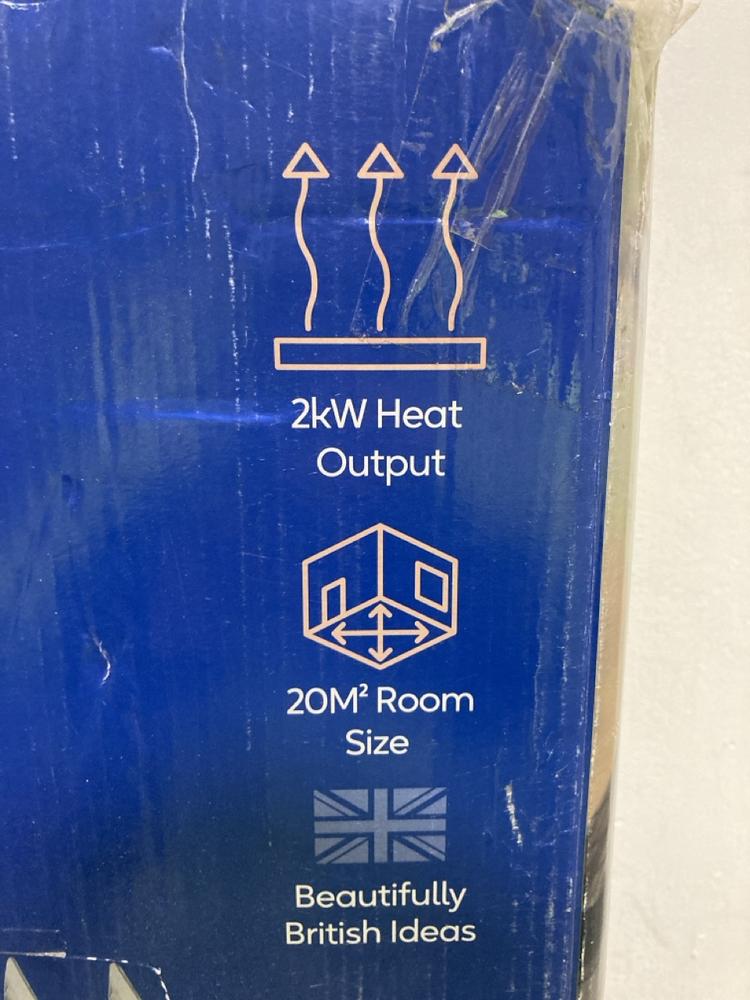 2kW Heat
Output
20M² Room
Size
Beautifully
British Ideas